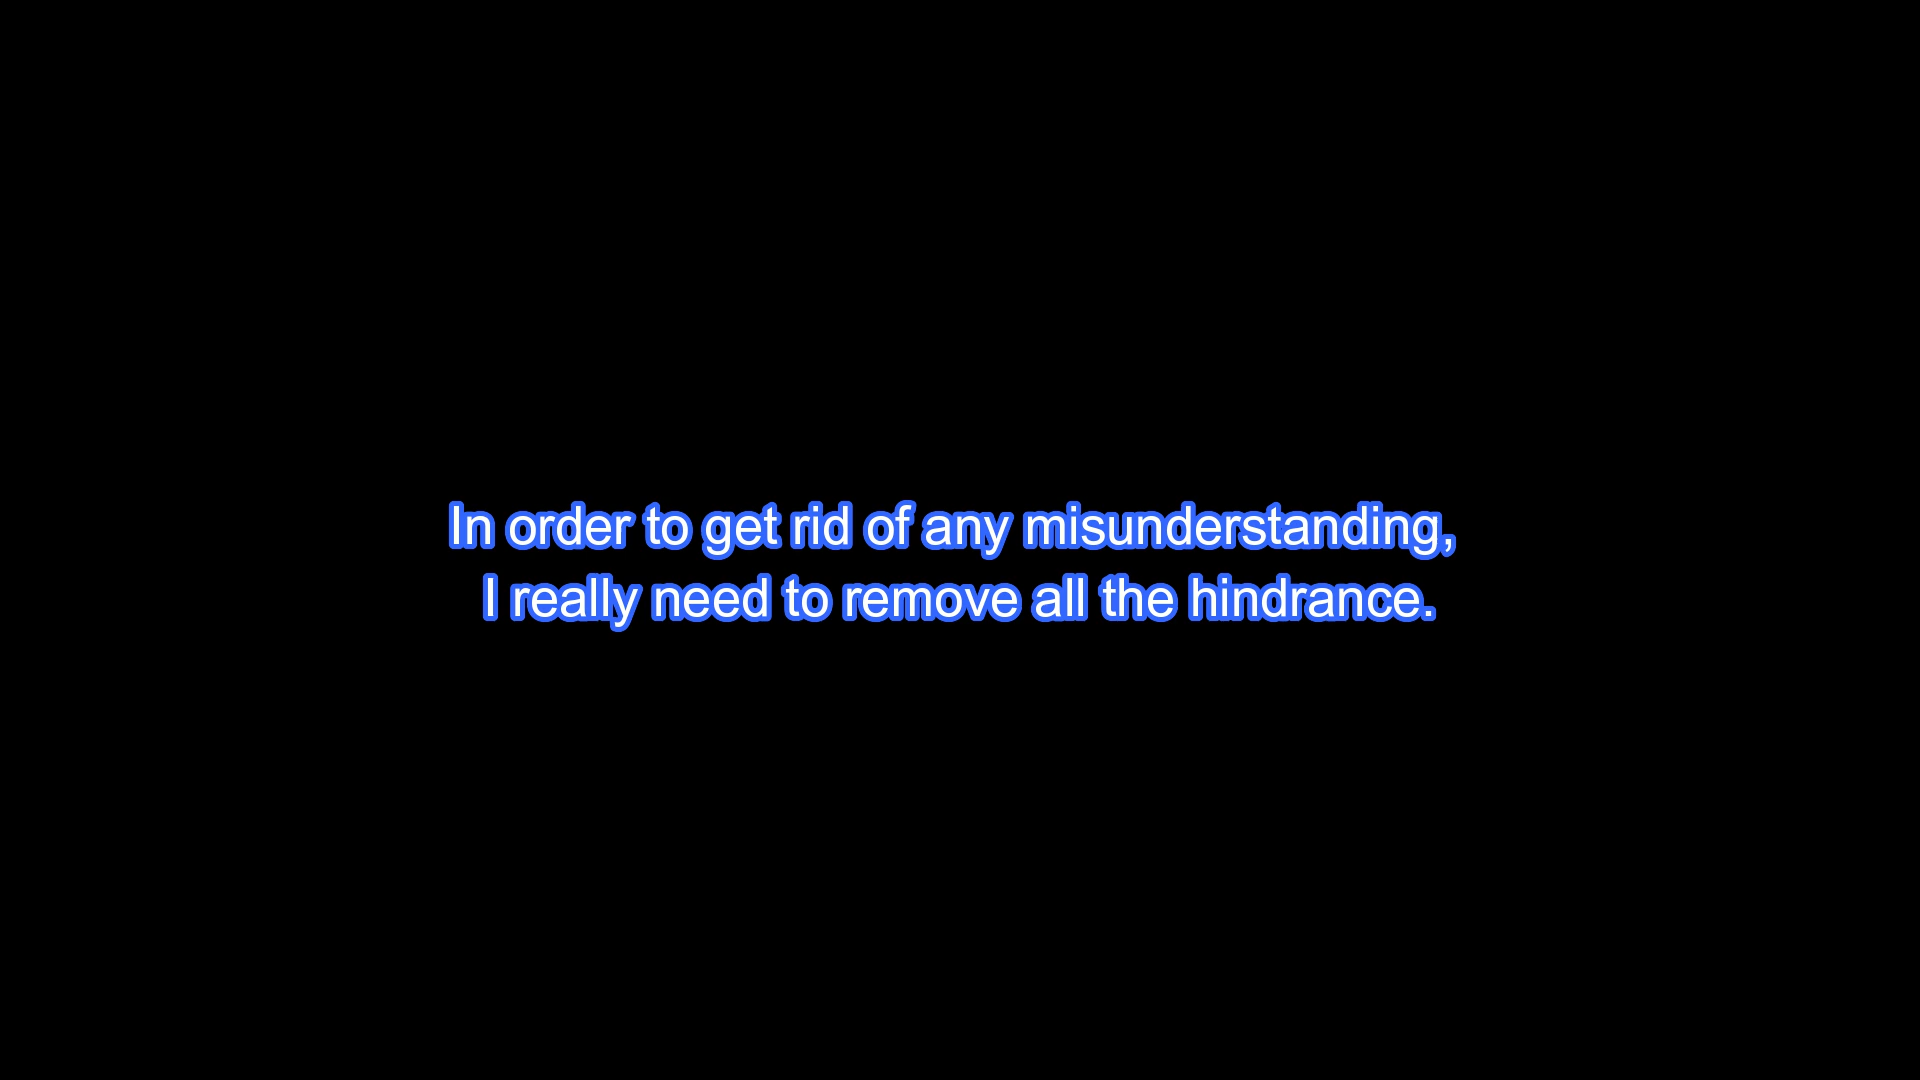 In order to get rid of any misunderstanding,
I really need to remove all the hindrance.